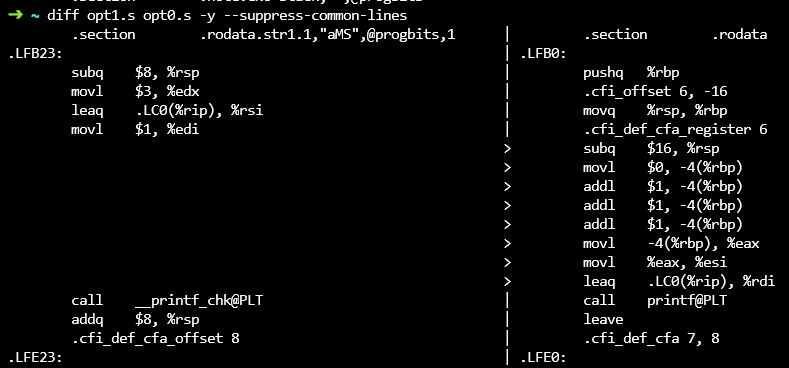 ➜ ~ diff opt1.s opt0.s -y --suppress-common-lines
.section .rodata.str1.1,"aMS",@progbits,1 | .section .rodata
.LFB23: | .LFB0:
subq $8, %rsp | pushq %rbp
movl $3, %edx | .cfi_offset 6, -16
leaq .LC0(%rip), %rsi | movq %rsp, %rbp
movl $1, %edi | .cfi_def_cfa_register 6
> subq $16, %rsp
> movl $0, -4(%rbp)
> addl $1, -4(%rbp)
> addl $1, -4(%rbp)
> addl $1, -4(%rbp)
> movl -4(%rbp), %eax
> movl %eax, %esi
> leaq .LC0(%rip), %rdi
call __printf_chk@PLT | call printf@PLT
addq $8, %rsp | leave
.cfi_def_cfa_offset 8 | .cfi_def_cfa 7, 8
.LFE23: | .LFE0: